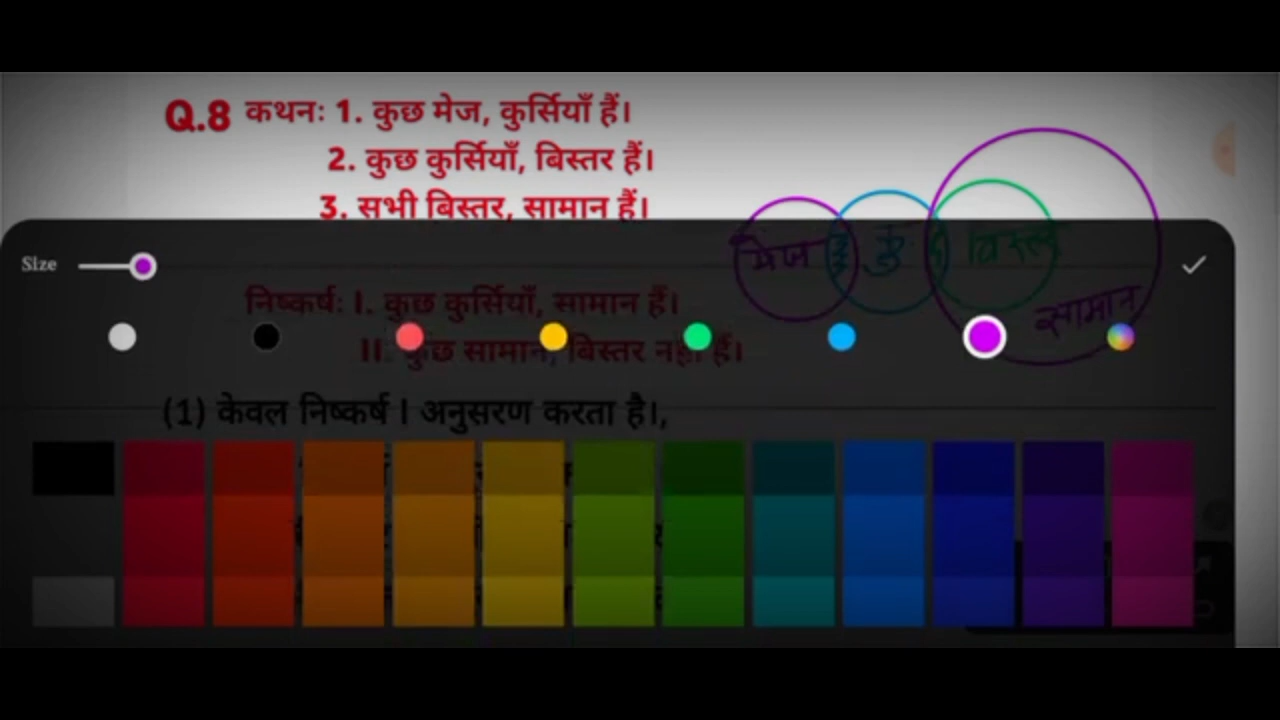 Q.8 कथनः 1. कुछ मेज, कुर्सियाँ हैं।
2. कुछ कुर्सियाँ, बिस्तर हैं।
3. सभी बिस्तर, सामान हैं।
Size
मेज कु बिस्तर
सामान
निष्कर्षः I. कुछ कुर्सियाँ, सामान हैं।
II. कुछ सामान, बिस्तर नहीं हैं।
(1) केवल निष्कर्ष I अनुसरण करता है।,